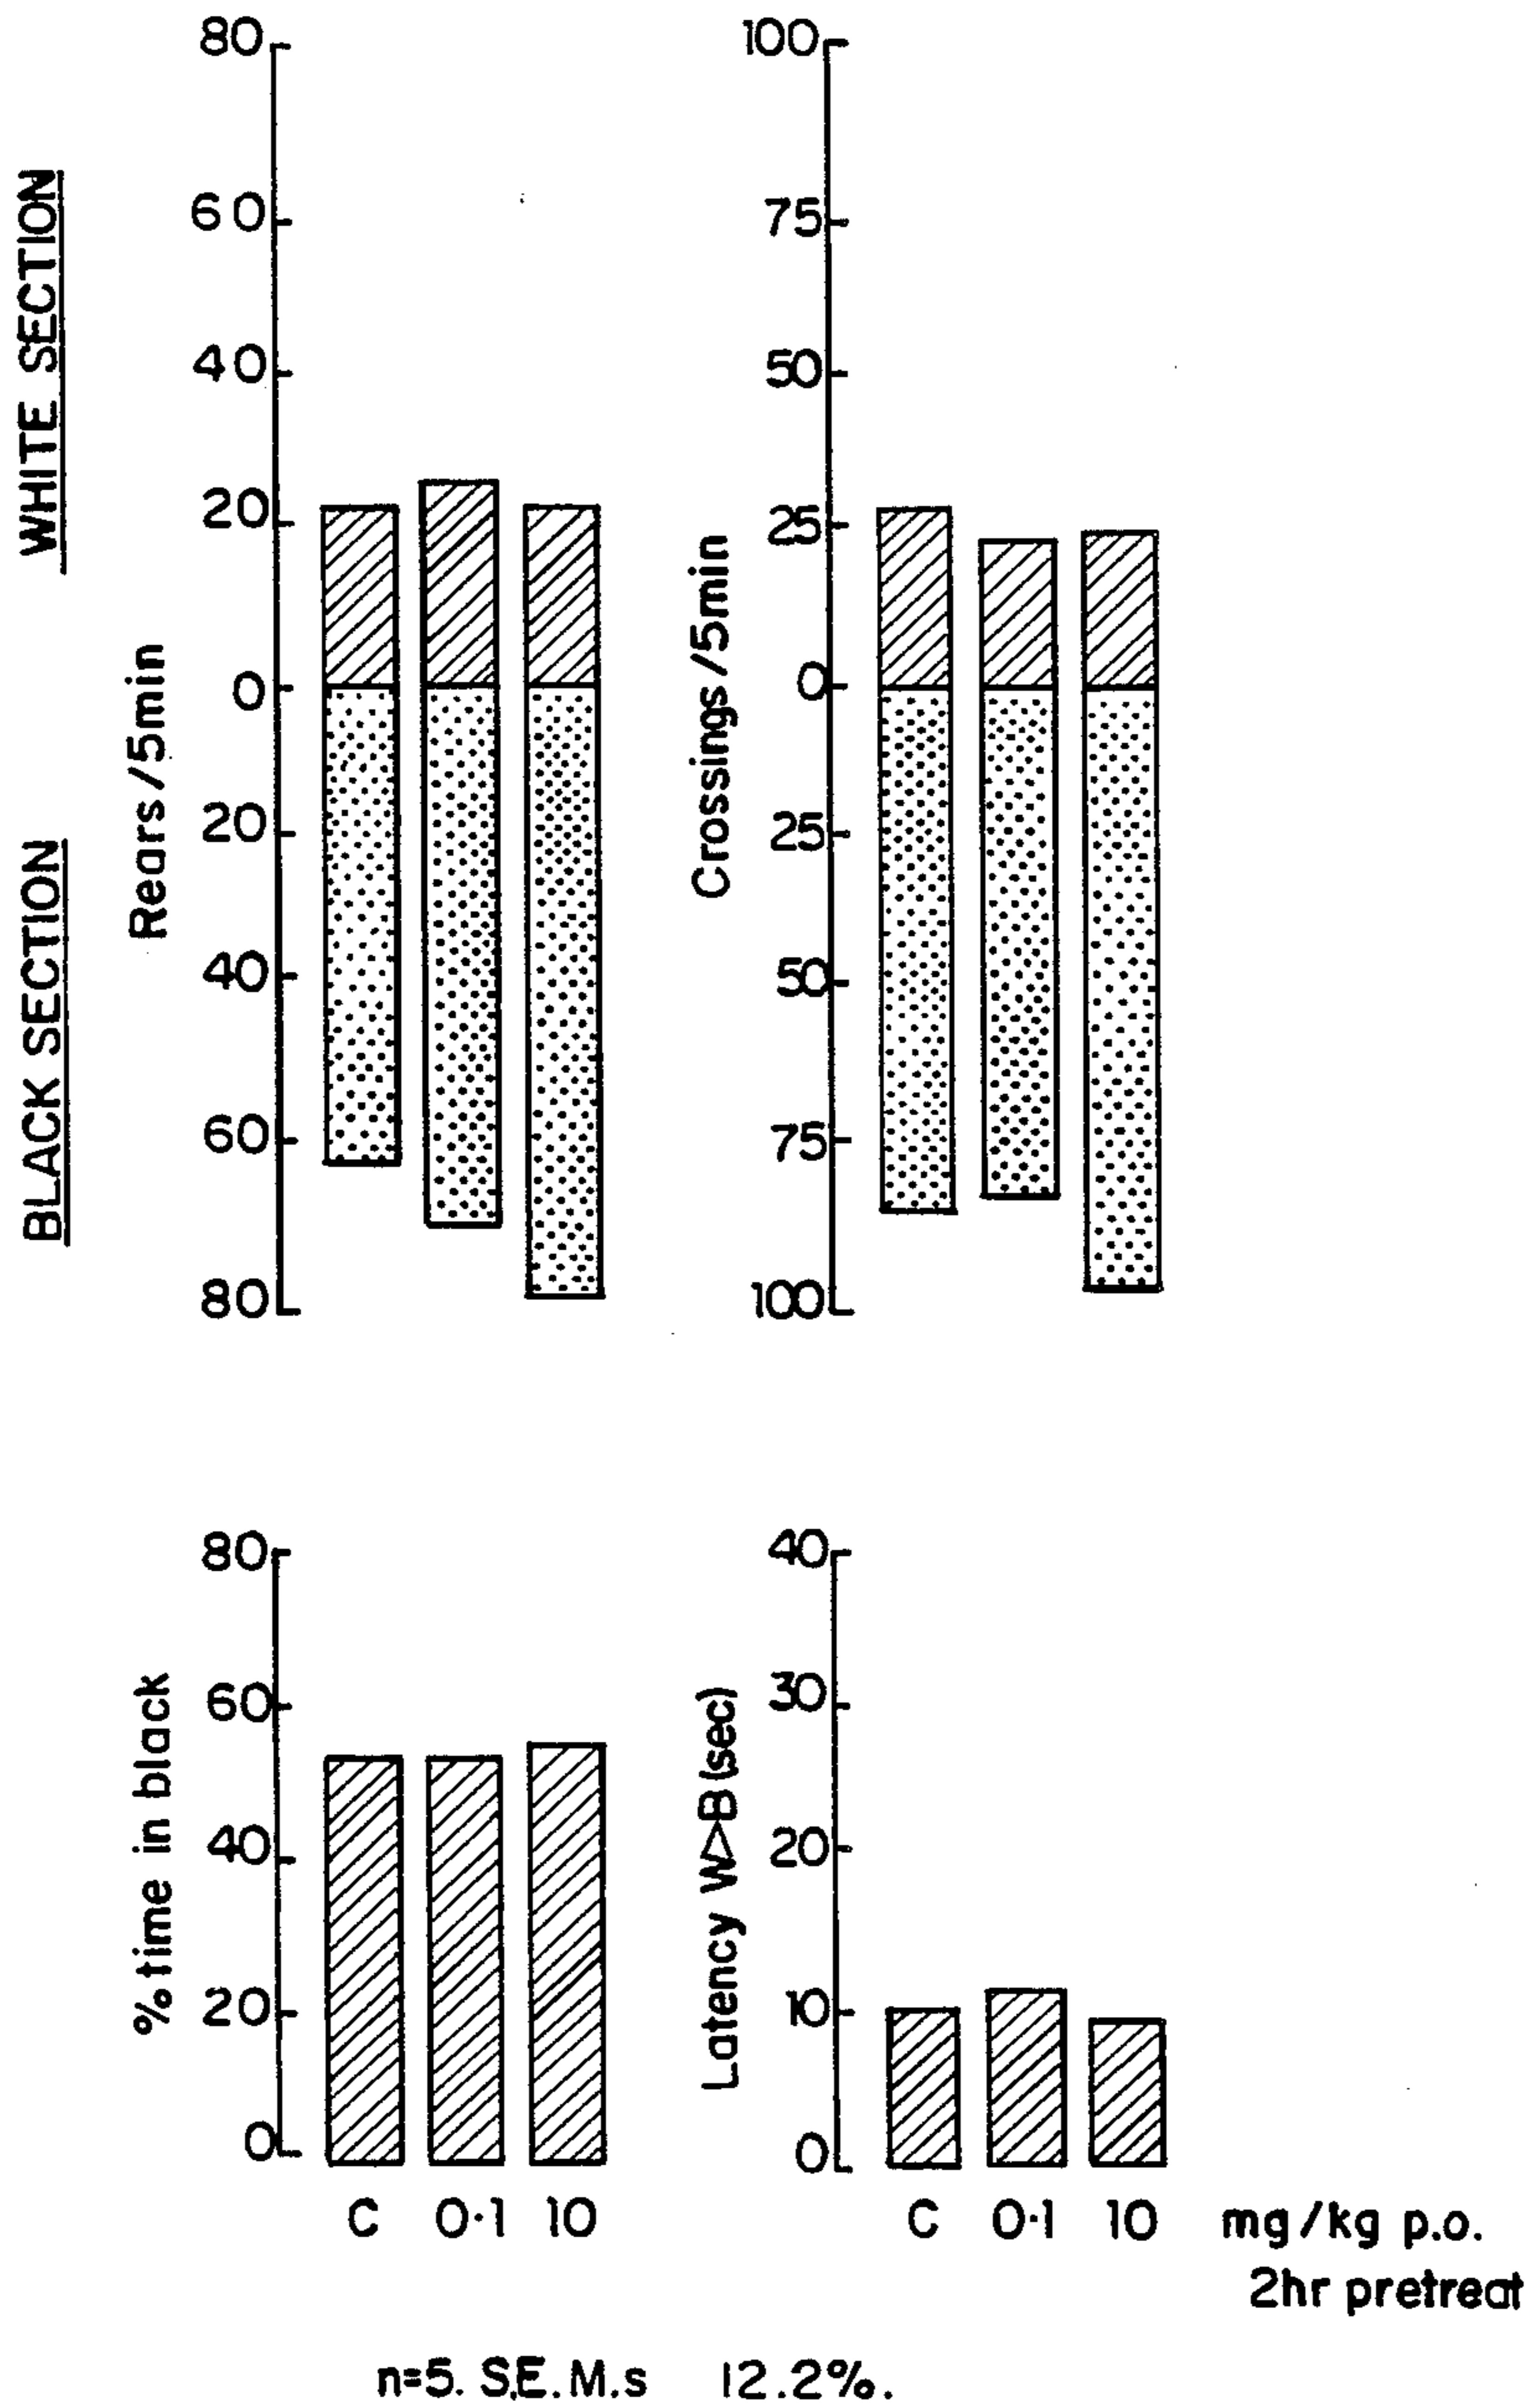 WHITE SECTION
BLACK SECTION
Rears/5min
80
60
40
20
0
20
40
60
80
Crossings/5min
100
75
50
25
0
25
50
75
100
% time in black
80
60
40
20
0
C 0·1 10
Latency W>B(sec)
40
30
20
10
0
C 0·1 10 mg/kg p.o.
2hr pretreat
n=5. S.E.M.s 12.2%.